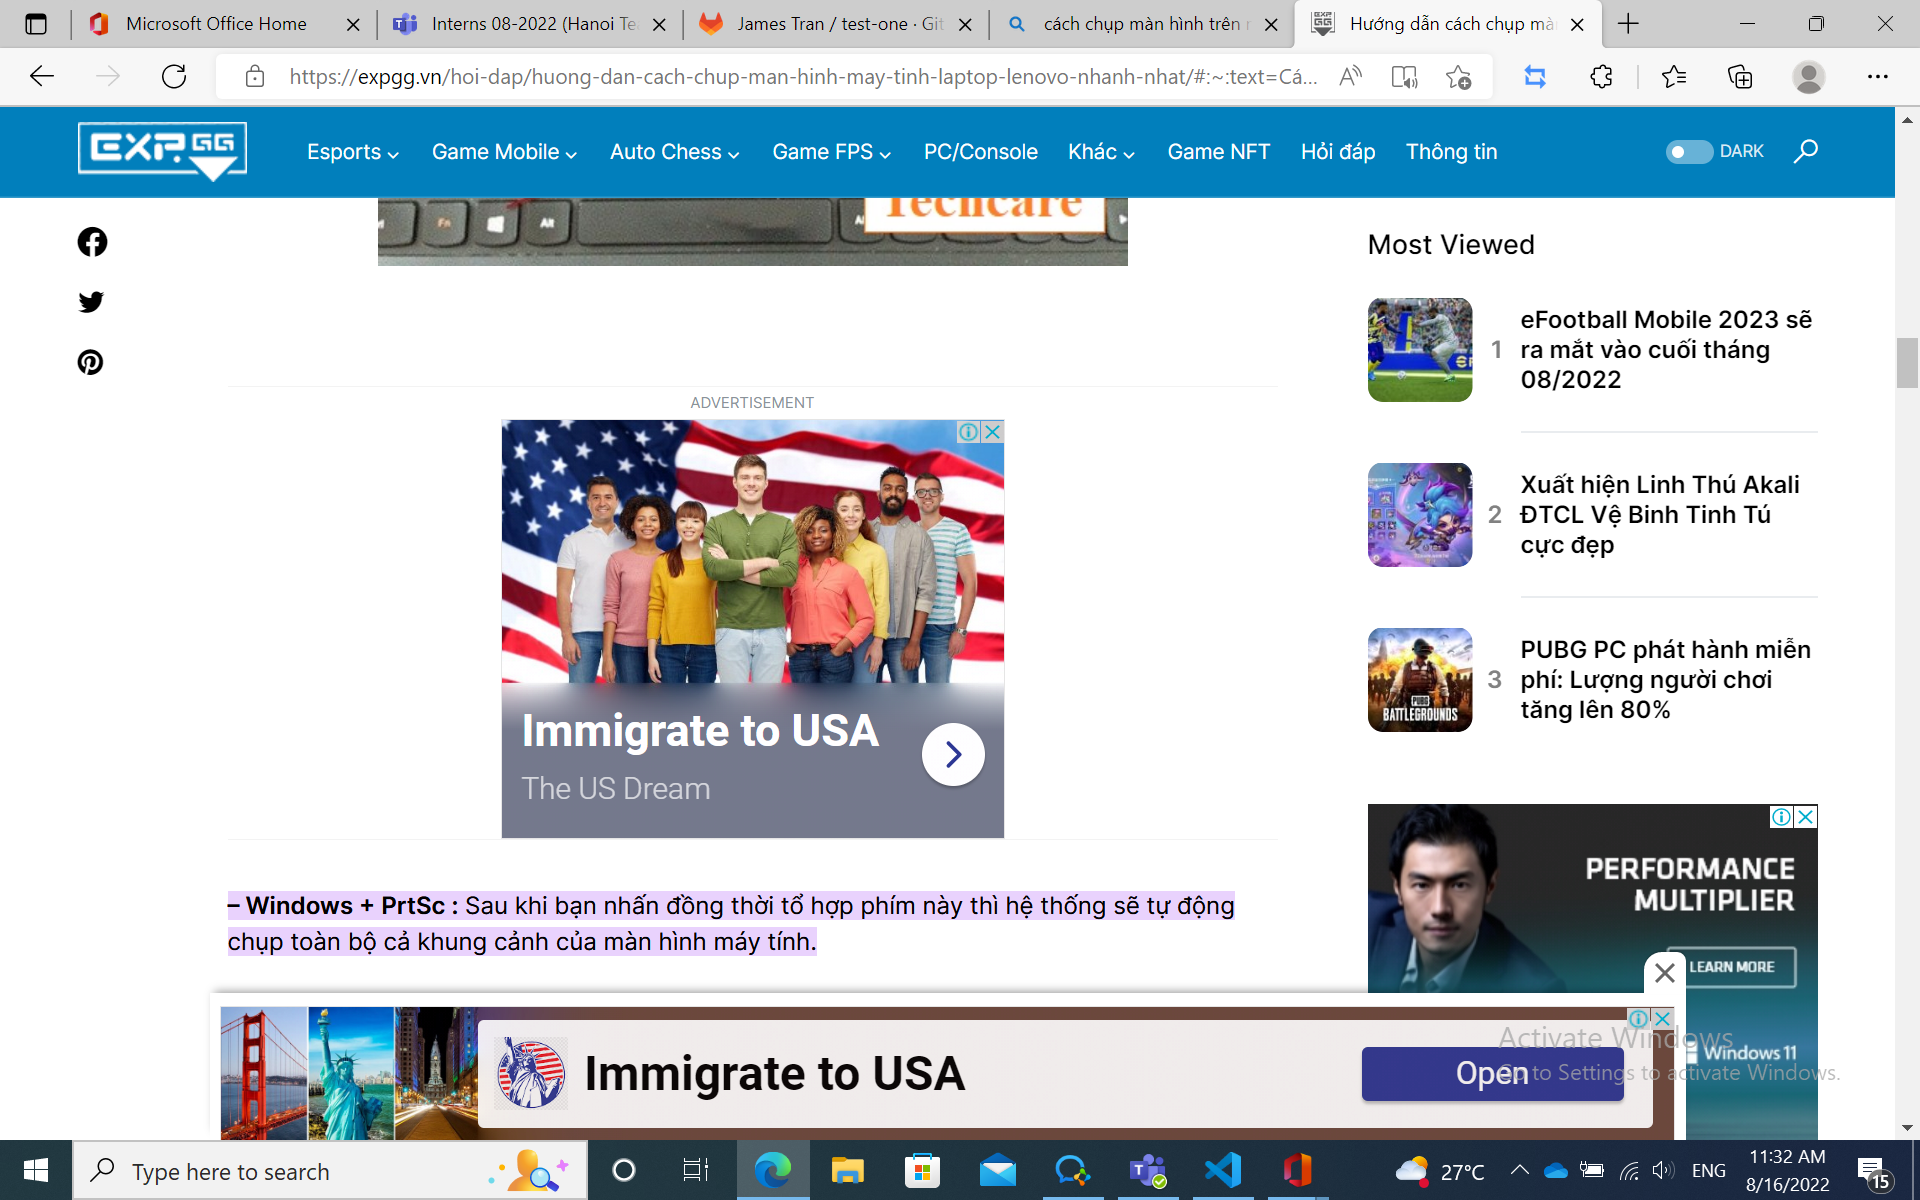 Microsoft Office Home
Interns 08-2022 (Hanoi Te
James Tran / test-one · Git
cách chụp màn hình trên
Hướng dẫn cách chụp mà
https://expgg.vn/hoi-dap/huong-dan-cach-chup-man-hinh-may-tinh-laptop-lenovo-nhanh-nhat/#:~:text=Cá...
EXP.GG
Esports
Game Mobile
Auto Chess
Game FPS
PC/Console
Khác
Game NFT
Hỏi đáp
Thông tin
DARK
Fn
Alt
Techcare
ADVERTISEMENT
Immigrate to USA
The US Dream
– Windows + PrtSc : Sau khi bạn nhấn đồng thời tổ hợp phím này thì hệ thống sẽ tự động
chụp toàn bộ cả khung cảnh của màn hình máy tính.
Most Viewed
1
eFootball Mobile 2023 sẽ
ra mắt vào cuối tháng
08/2022
2
Xuất hiện Linh Thú Akali
ĐTCL Vệ Binh Tinh Tú
cực đẹp
3
PUBG PC phát hành miễn
phí: Lượng người chơi
tăng lên 80%
PUBG
BATTLEGROUNDS
PERFORMANCE
MULTIPLIER
LEARN MORE
Windows 11
Immigrate to USA
Open
Activate Windows
Go to Settings to activate Windows.
Type here to search
27°C
ENG
11:32 AM
8/16/2022
15